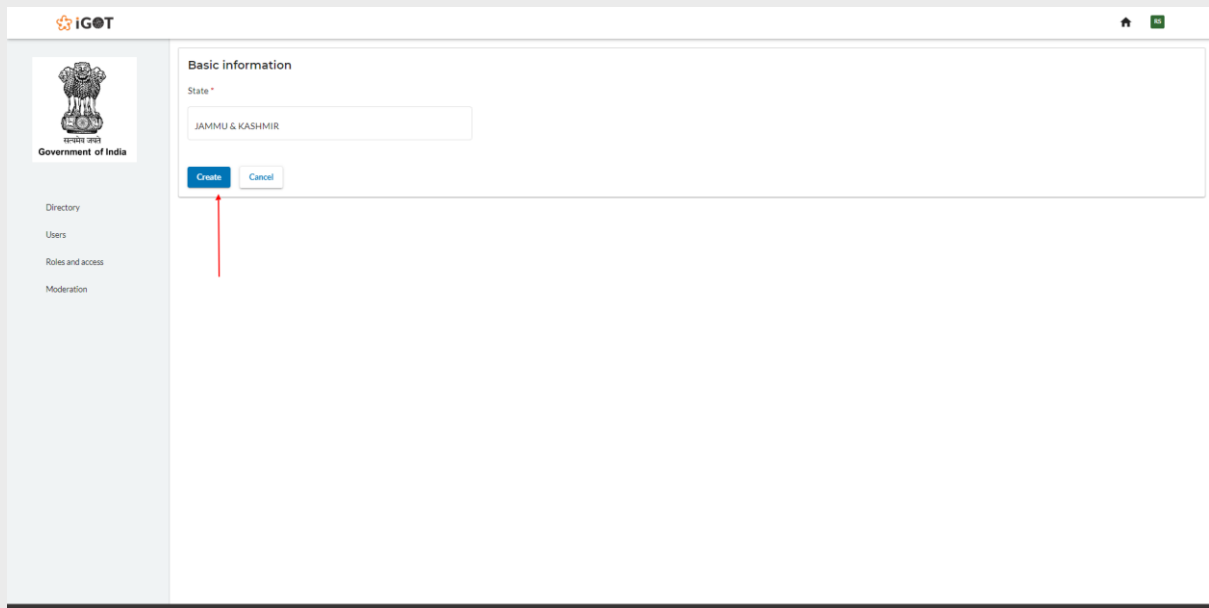 iGOT
RS
सत्यमेव जयते
Government of India
Directory
Users
Roles and access
Moderation
Basic information
State *
JAMMU & KASHMIR
Create
Cancel